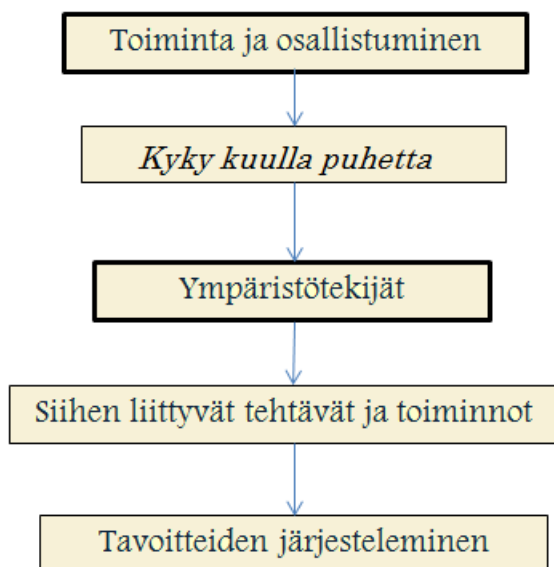 Toiminta ja osallistuminen
Kyky kuulla puhetta
Ympäristötekijät
Siihen liittyvät tehtävät ja toiminnot
Tavoitteiden järjesteleminen